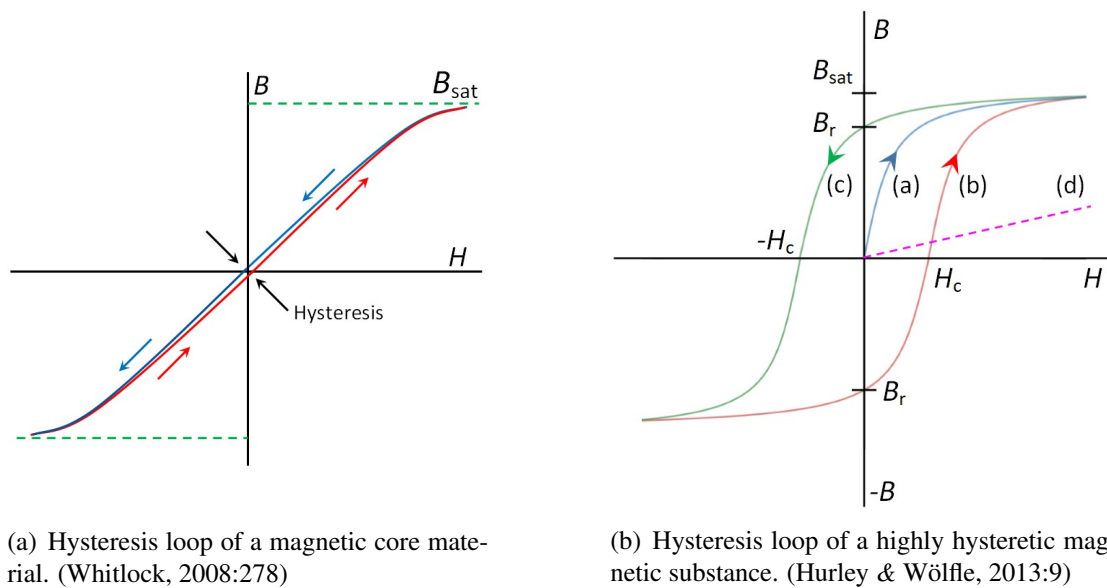 B
B_sat
H
Hysteresis
B
B_sat
B_r
(c)
(a)
(b)
(d)
-H_c
H_c
H
B_r
-B
(a) Hysteresis loop of a magnetic core mate-
rial. (Whitlock, 2008:278)
(b) Hysteresis loop of a highly hysteretic mag
netic substance. (Hurley & Wölfle, 2013:9)